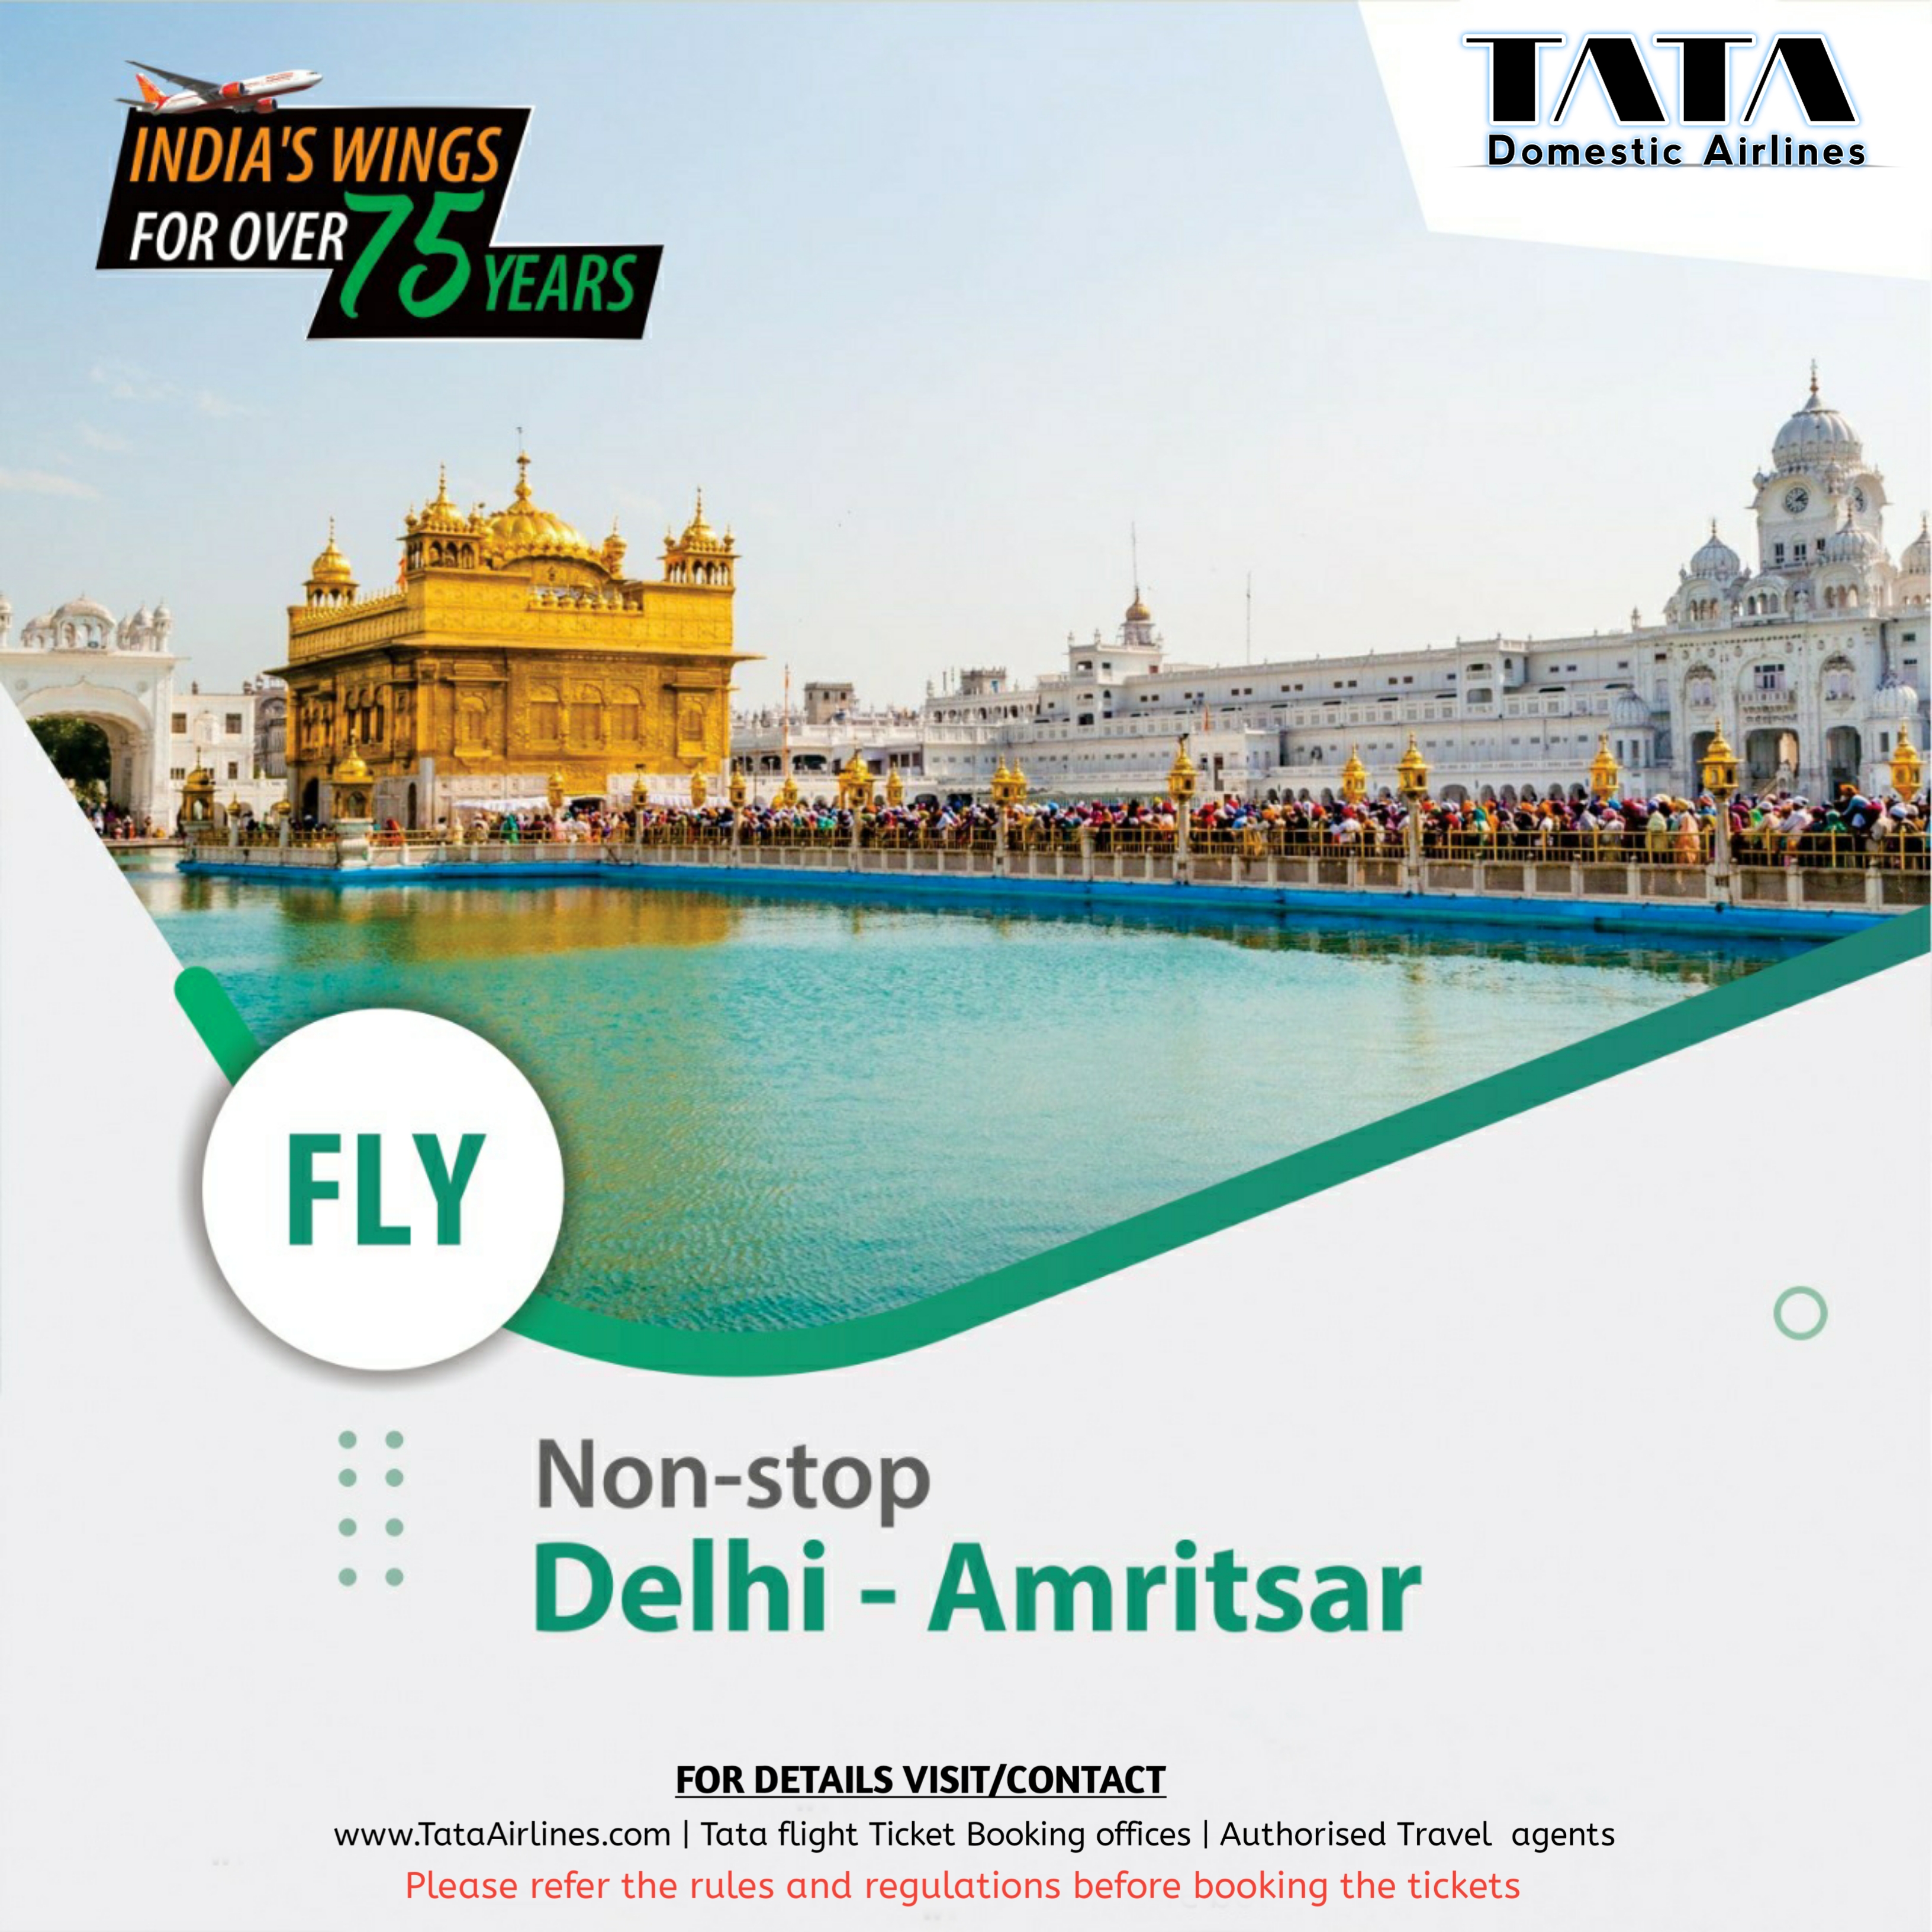 INDIA'S WINGS
FOR OVER 75 YEARS
TATA
Domestic Airlines
FLY
Non-stop
Delhi - Amritsar
FOR DETAILS VISIT/CONTACT
www.TataAirlines.com | Tata flight Ticket Booking offices | Authorised Travel agents
Please refer the rules and regulations before booking the tickets